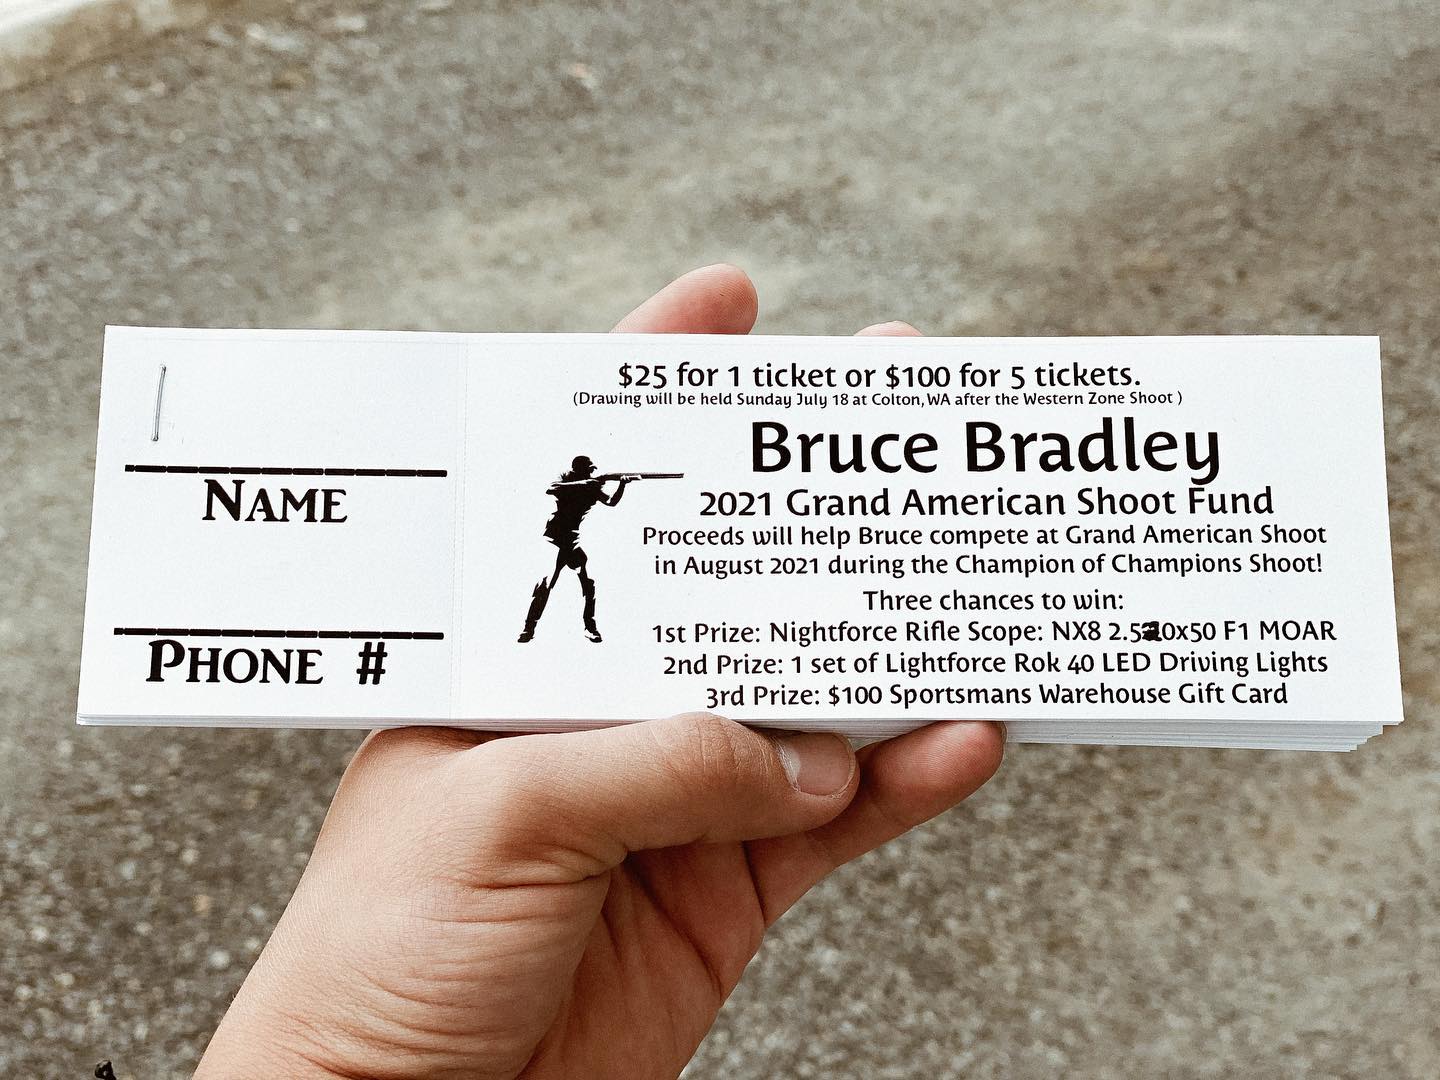 $25 for 1 ticket or $100 for 5 tickets.
(Drawing will be held Sunday July 18 at Colton, WA after the Western Zone Shoot )
Bruce Bradley
2021 Grand American Shoot Fund
Proceeds will help Bruce compete at Grand American Shoot
in August 2021 during the Champion of Champions Shoot!
Three chances to win:
1st Prize: Nightforce Rifle Scope: NX8 F1 MOAR
2nd Prize: 1 set of Lightforce Rok 40 LED Driving Lights
3rd Prize: $100 Sportsmans Warehouse Gift Card
NAME
PHONE #